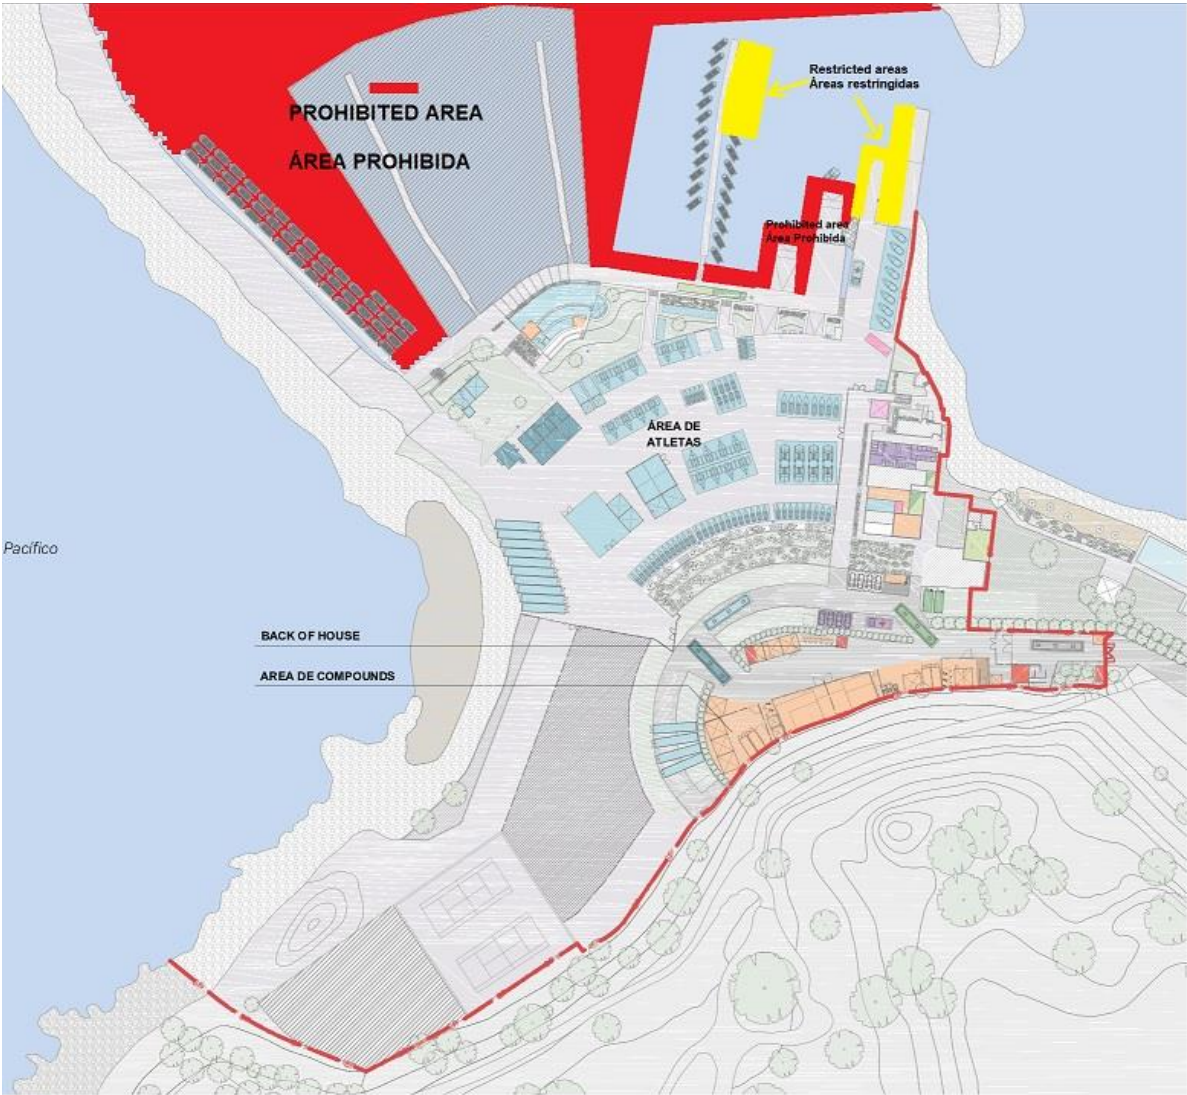 Restricted areas
Áreas restringidas
PROHIBITED AREA
ÁREA PROHIBIDA
Prohibited area
Área Prohibida
ÁREA DE
ATLETAS
Pacífico
BACK OF HOUSE
AREA DE COMPOUNDS